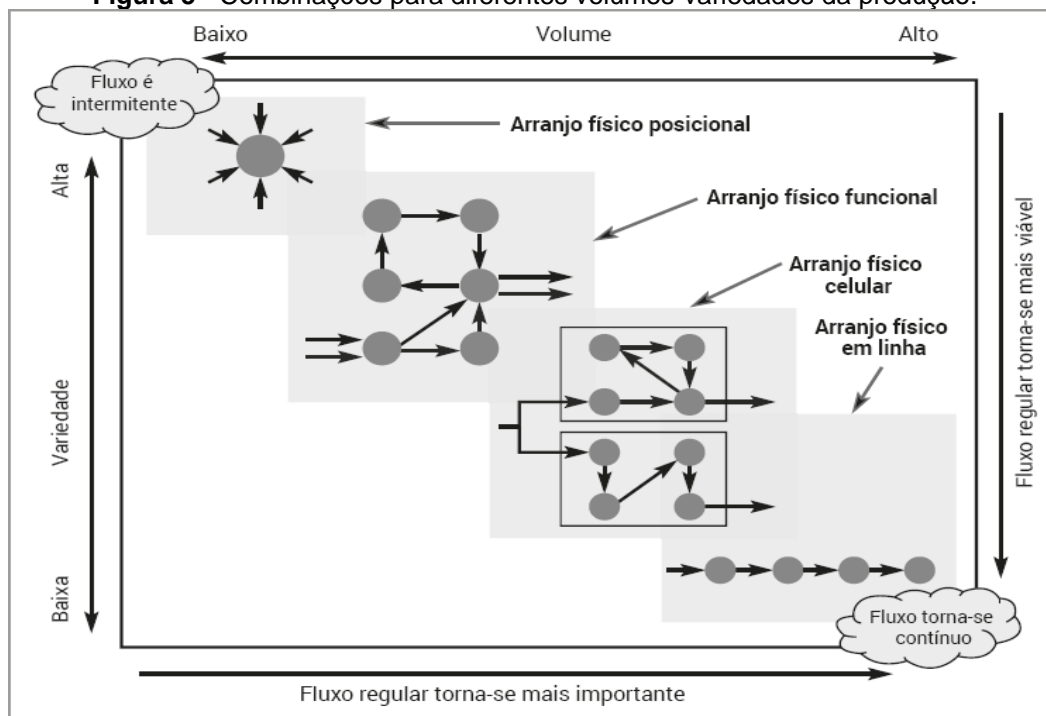 Figura 3 - Combinações para diferentes volumes variedades da produção.
Baixo Volume Alto
Fluxo é
intermitente
Arranjo físico posicional
Alta
Arranjo físico funcional
Arranjo físico
celular
Arranjo físico
em linha
Fluxo regular torna-se mais viável
Variedade
Baixa
Fluxo torna-se
contínuo
Fluxo regular torna-se mais importante